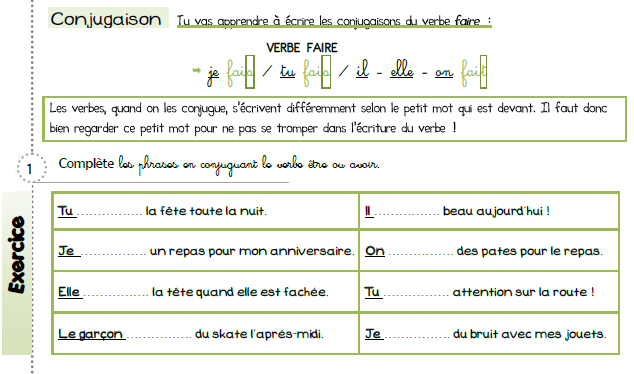 Conjugaison Tu vas apprendre à écrire les conjugaisons du verbe faire :
VERBE FAIRE
➡ je fais / tu fais / il - elle - on fait
Les verbes, quand on les conjugue, s'écrivent différemment selon le petit mot qui est devant. Il faut donc
bien regarder ce petit mot pour ne pas se tromper dans l'écriture du verbe !
1 Complète les phrases en conjuguant le verbe être ou avoir.
Exercice
Tu ................ la fête toute la nuit.
Il ................ beau aujourd'hui !
Je ................ un repas pour mon anniversaire.
On ................ des pates pour le repas.
Elle ................ la tête quand elle est fachée.
Tu ................ attention sur la route !
Le garçon ................ du skate l'après-midi.
Je ................ du bruit avec mes jouets.